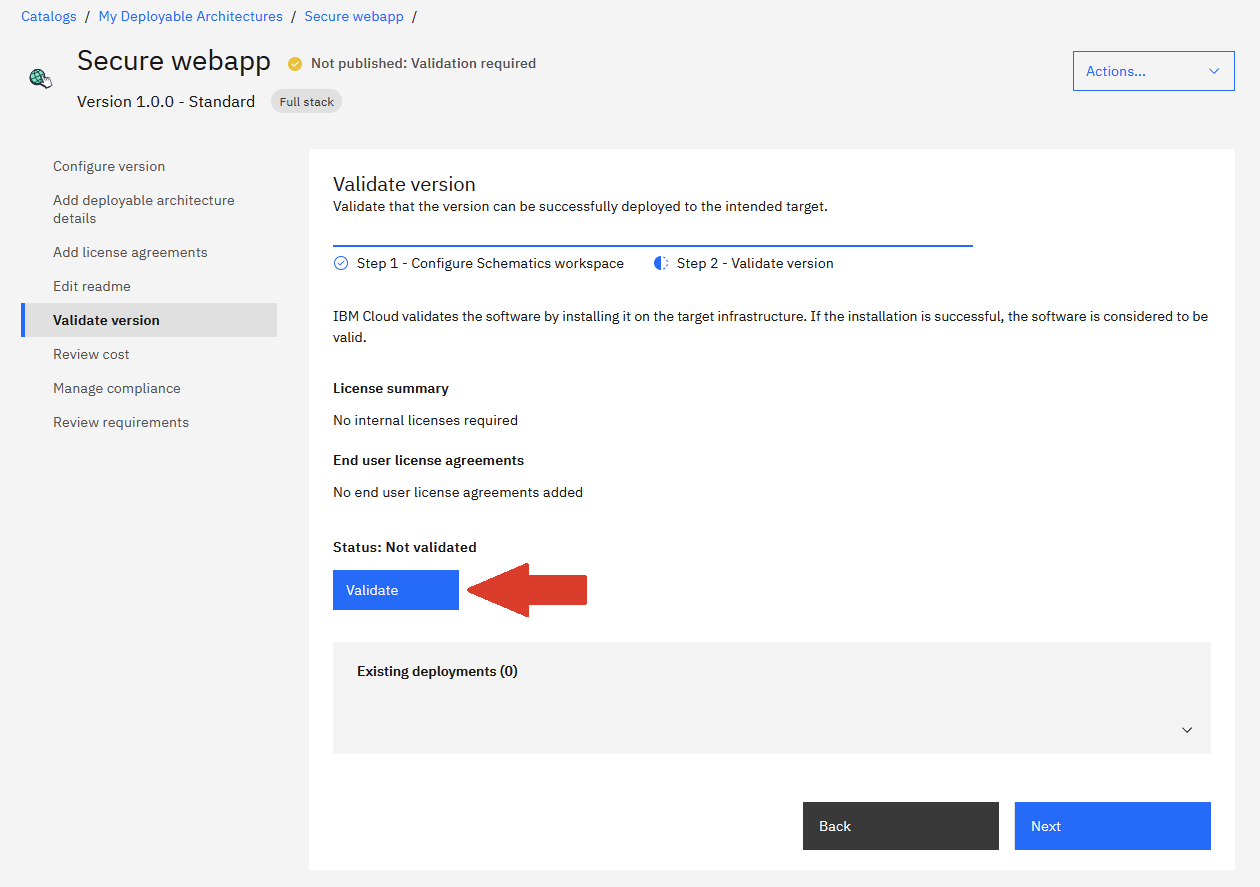 Catalogs / My Deployable Architectures / Secure webapp /
Secure webapp
Not published: Validation required
Actions...
Version 1.0.0 - Standard
Full stack
Configure version
Add deployable architecture
details
Add license agreements
Edit readme
Validate version
Review cost
Manage compliance
Review requirements
Validate version
Validate that the version can be successfully deployed to the intended target.
Step 1 - Configure Schematics workspace
Step 2 - Validate version
IBM Cloud validates the software by installing it on the target infrastructure. If the installation is successful, the software is considered to be
valid.
License summary
No internal licenses required
End user license agreements
No end user license agreements added
Status: Not validated
Validate
Existing deployments (0)
Back
Next